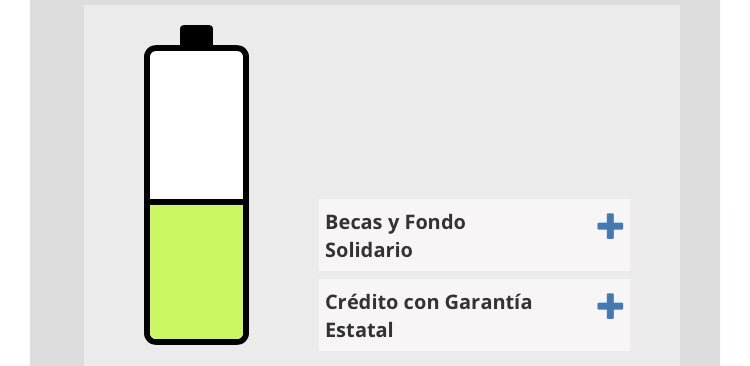 Becas y Fondo
Solidario
Crédito con Garantía
Estatal